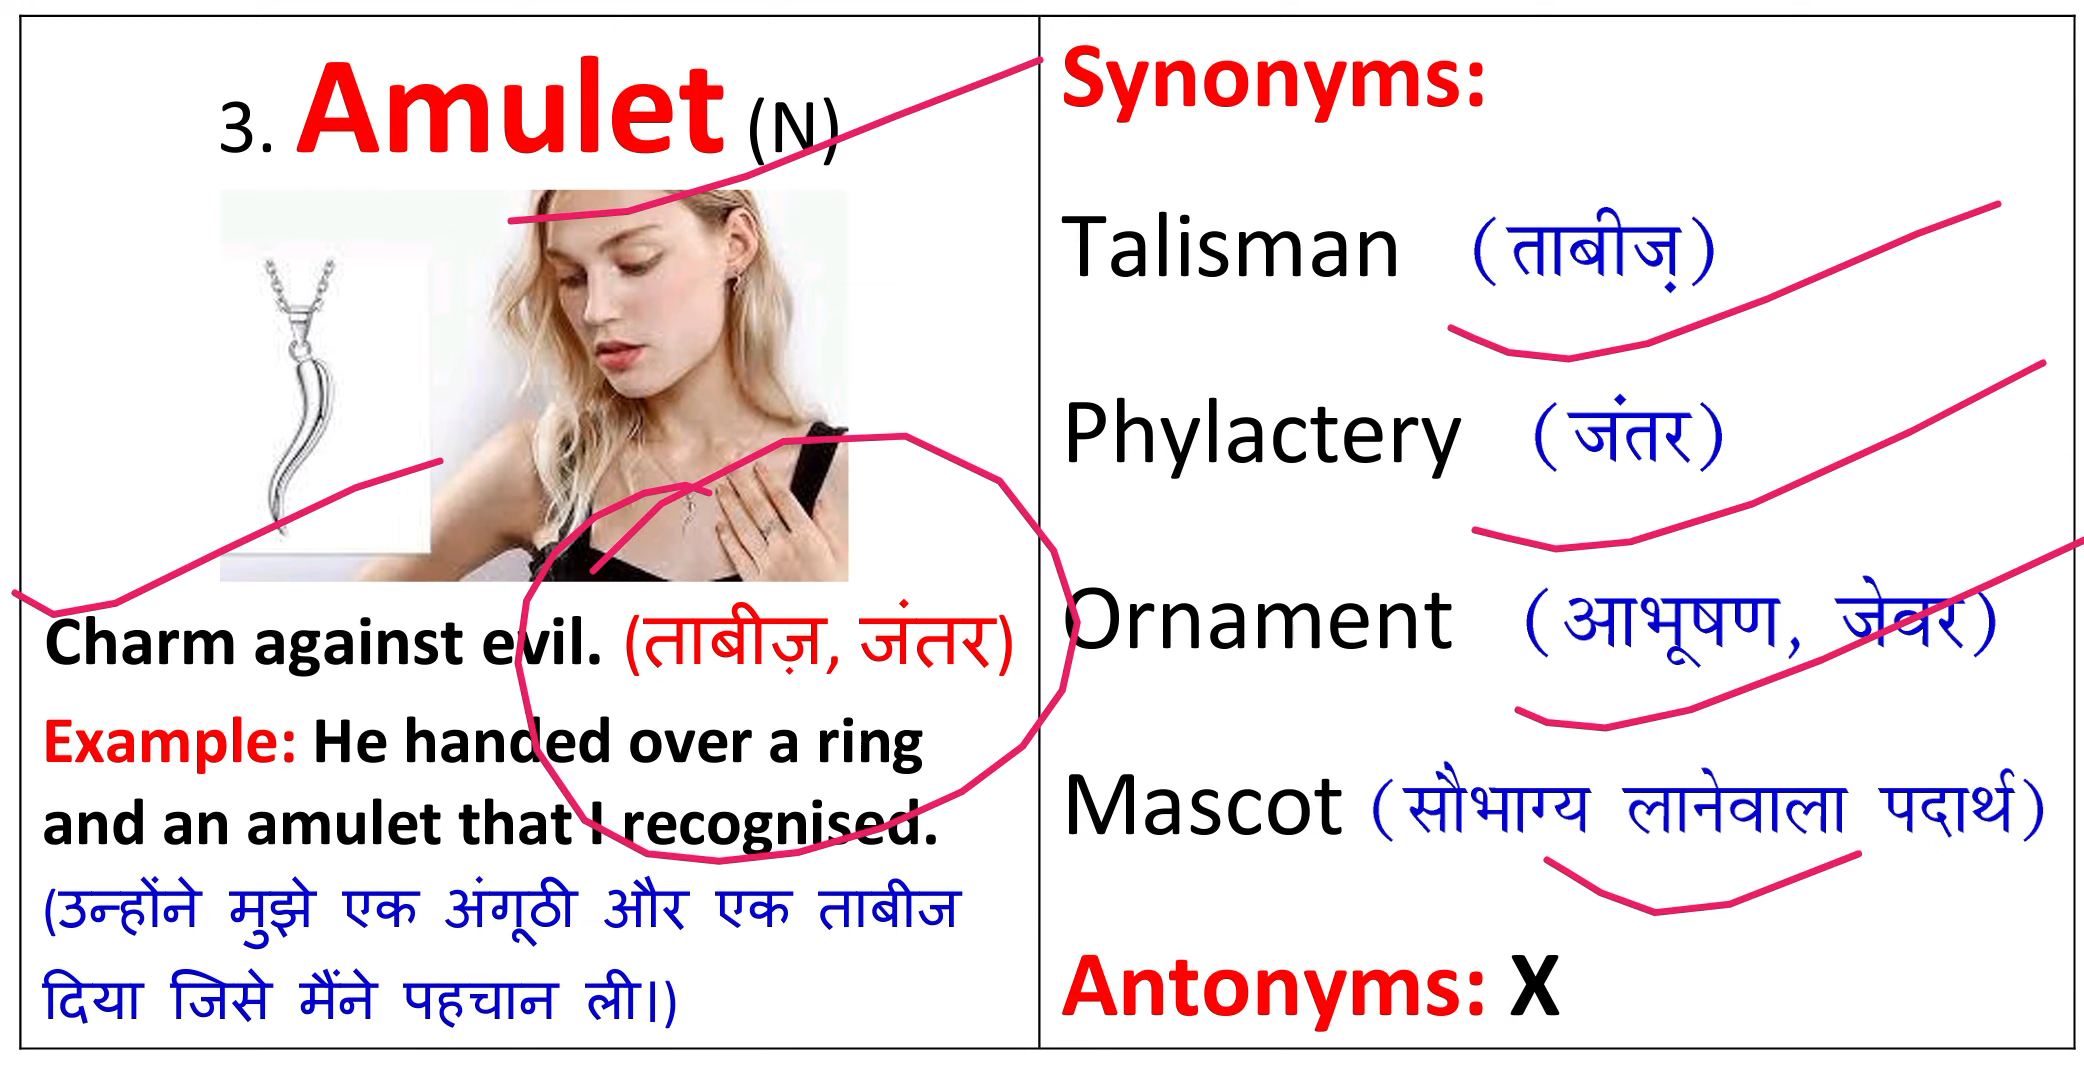 3. Amulet (N)
Charm against evil. (ताबीज़, जंतर)
Example: He handed over a ring
and an amulet that I recognised.
(उन्होंने मुझे एक अंगूठी और एक ताबीज
दिया जिसे मैंने पहचान ली।)
Synonyms:
Talisman (ताबीज़)
Phylactery (जंतर)
Ornament (आभूषण, जेवर)
Mascot (सौभाग्य लानेवाला पदार्थ)
Antonyms: X